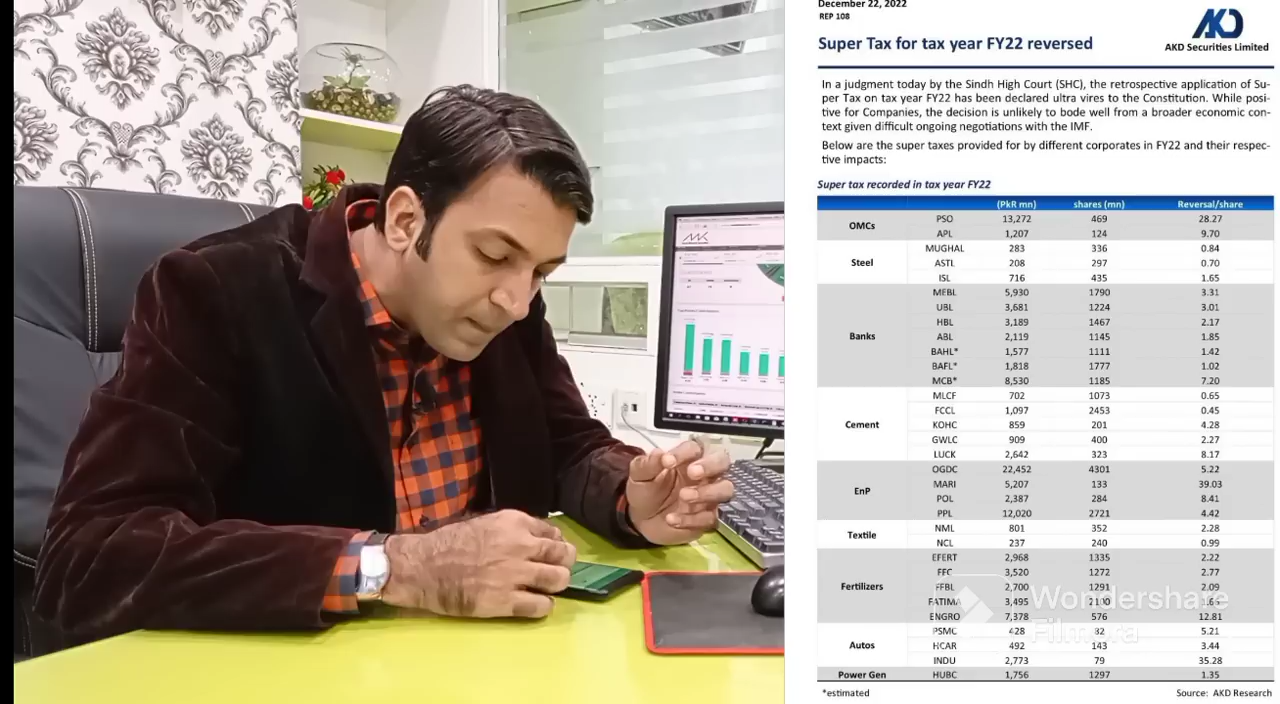 December 22, 2022
REP 108
AKD Securities Limited
Super Tax for tax year FY22 reversed
In a judgment today by the Sindh High Court (SHC), the retrospective application of Su-
per Tax on tax year FY22 has been declared ultra vires to the Constitution. While posi-
tive for Companies, the decision is unlikely to bode well from a broader economic con-
text given difficult ongoing negotiations with the IMF.
Below are the super taxes provided for by different corporates in FY22 and their respec-
tive impacts:
Super tax recorded in tax year FY22
(PkR mn) shares (mn) Reversal/share
OMCs
PSO 13,272 469 28.27
APL 1,207 124 9.70
Steel
MUGHAL 283 336 0.84
ASTL 208 297 0.70
ISL 716 435 1.65
Banks
MEBL 5,930 1790 3.31
UBL 3,681 1224 3.01
HBL 3,189 1467 2.17
ABL 2,119 1145 1.85
BAHL* 1,577 1111 1.42
BAFL* 1,818 1777 1.02
MCB* 8,530 1185 7.20
Cement
MLCF 702 1073 0.65
FCCL 1,097 2453 0.45
KOHC 859 201 4.28
GWLC 909 400 2.27
LUCK 2,642 323 8.17
EnP
OGDC 22,452 4301 5.22
MARI 5,207 133 39.03
POL 2,387 284 8.41
PPL 12,020 2721 4.42
Textile
NML 801 352 2.28
NCL 237 240 0.99
Fertilizers
EFERT 2,968 1335 2.22
FFC 3,520 1272 2.77
FFBL 2,700 1291 2.09
FATIMA 3,495 2100
ENGRO 7,378 576 12.81
Wondershare
Filmora
Autos
PSMC 428 82 5.21
HCAR 492 143 3.44
INDU 2,773 79 35.28
Power Gen
HUBC 1,756 1297 1.35
*estimated
Source: AKD Research